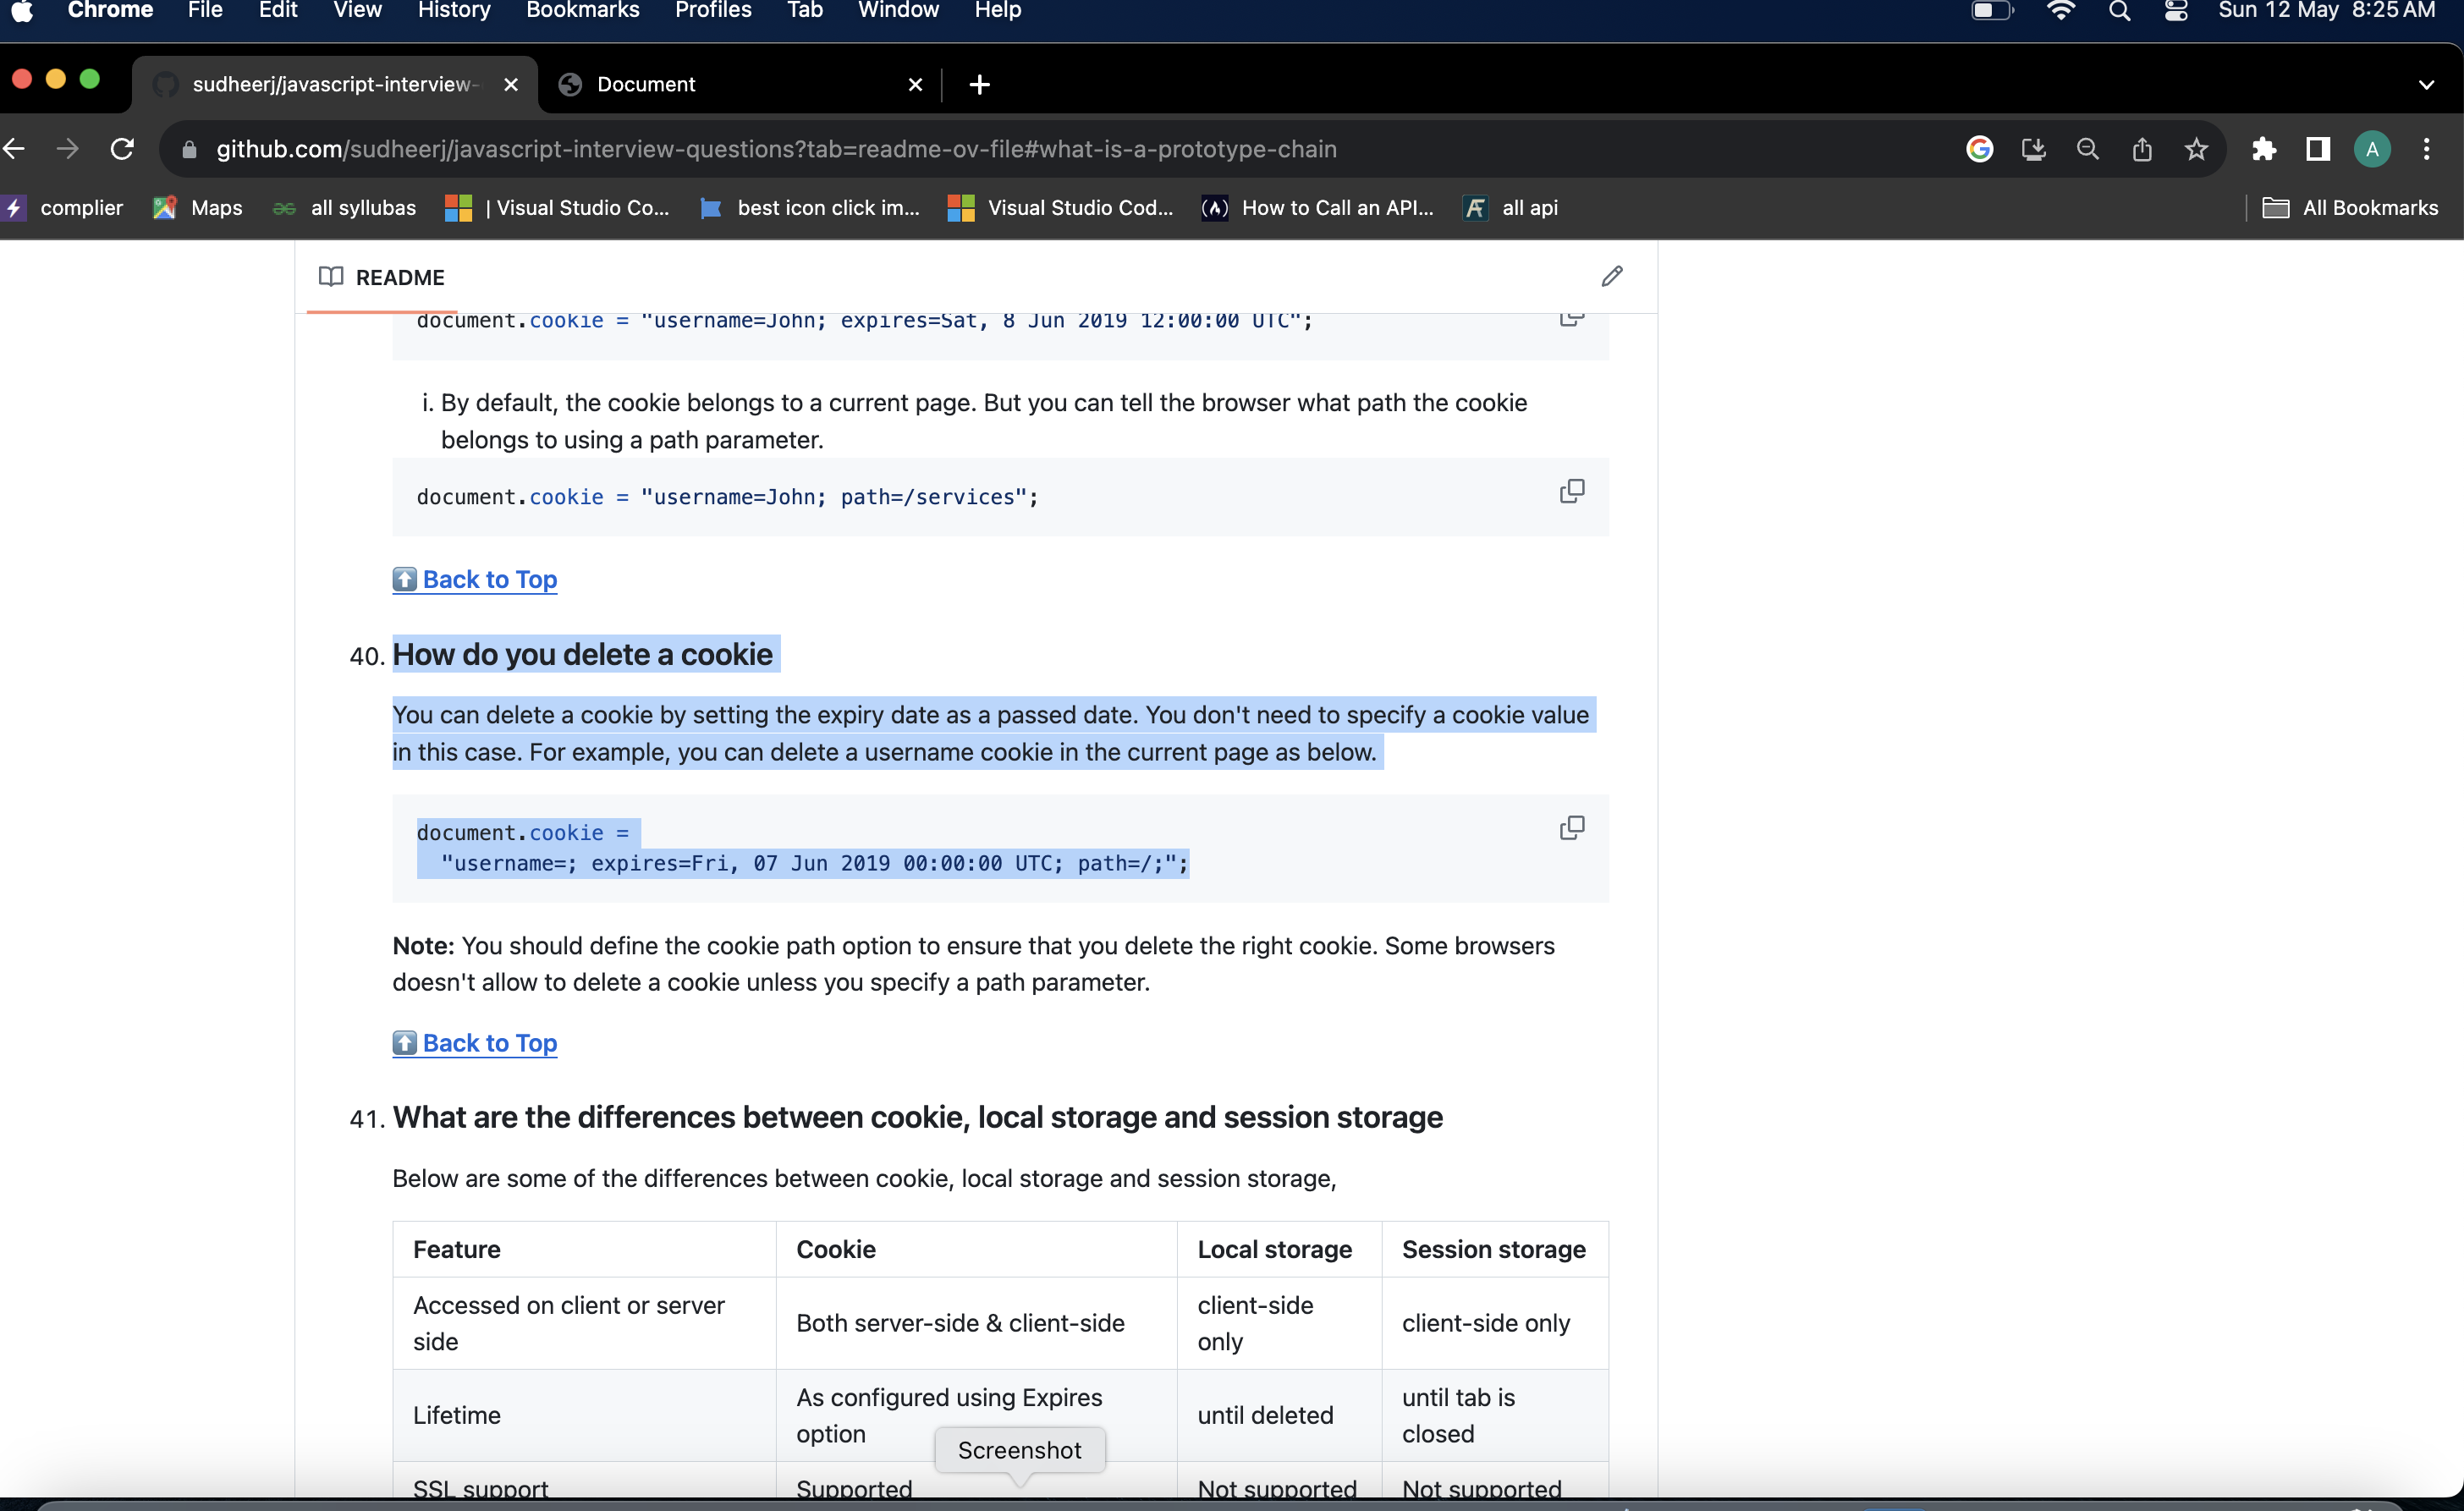 Chrome File Edit View History Bookmarks Profiles Tab Window Help Sun 12 May 8:25 AM
sudheerj/javascript-interview- Document
github.com/sudheerj/javascript-interview-questions?tab=readme-ov-file#what-is-a-prototype-chain A
complier Maps all syllubas | Visual Studio Co... best icon click im... Visual Studio Cod... How to Call an API... all api All Bookmarks
README
document.cookie = "username=John; expires=Sat, 8 Jun 2019 12:00:00 UTC";
i. By default, the cookie belongs to a current page. But you can tell the browser what path the cookie
belongs to using a path parameter.
document.cookie = "username=John; path=/services";
Back to Top
40. How do you delete a cookie
You can delete a cookie by setting the expiry date as a passed date. You don't need to specify a cookie value
in this case. For example, you can delete a username cookie in the current page as below.
document.cookie =
"username=; expires=Fri, 07 Jun 2019 00:00:00 UTC; path=/;";
Note: You should define the cookie path option to ensure that you delete the right cookie. Some browsers
doesn't allow to delete a cookie unless you specify a path parameter.
Back to Top
41. What are the differences between cookie, local storage and session storage
Below are some of the differences between cookie, local storage and session storage,
Feature Cookie Local storage Session storage
Accessed on client or server
side
Both server-side & client-side
client-side
only
client-side only
Lifetime
As configured using Expires
option
until deleted
until tab is
closed
Screenshot
SSL support Supported Not supported Not supported